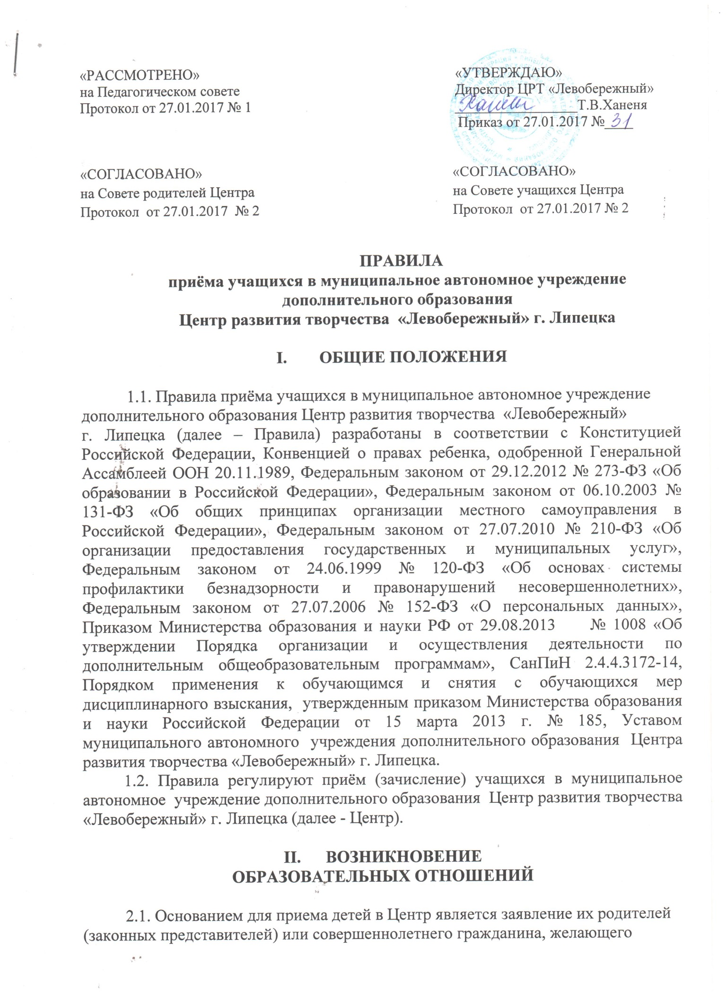 «РАССМОТРЕНО»
на Педагогическом совете
Протокол от 27.01.2017 № 1
«УТВЕРЖДАЮ»
Директор ЦРТ «Левобережный»
Т.В.Ханеня
Приказ от 27.01.2017 № 31
«СОГЛАСОВАНО»
на Совете родителей Центра
Протокол от 27.01.2017 № 2
«СОГЛАСОВАНО»
на Совете учащихся Центра
Протокол от 27.01.2017 № 2
ПРАВИЛА
приёма учащихся в муниципальное автономное учреждение
дополнительного образования
Центр развития творчества «Левобережный» г. Липецка
I. ОБЩИЕ ПОЛОЖЕНИЯ
1.1. Правила приёма учащихся в муниципальное автономное учреждение
дополнительного образования Центр развития творчества «Левобережный»
г. Липецка (далее – Правила) разработаны в соответствии с Конституцией
Российской Федерации, Конвенцией о правах ребенка, одобренной Генеральной
Ассамблеей ООН 20.11.1989, Федеральным законом от 29.12.2012 № 273-ФЗ «Об
образовании в Российской Федерации», Федеральным законом от 06.10.2003 №
131-ФЗ «Об общих принципах организации местного самоуправления в
Российской Федерации», Федеральным законом от 27.07.2010 № 210-ФЗ «Об
организации предоставления государственных и муниципальных услуг»,
Федеральным законом от 24.06.1999 № 120-ФЗ «Об основах системы
профилактики безнадзорности и правонарушений несовершеннолетних»,
Федеральным законом от 27.07.2006 № 152-ФЗ «О персональных данных»,
Приказом Министерства образования и науки РФ от 29.08.2013 № 1008 «Об
утверждении Порядка организации и осуществления деятельности по
дополнительным общеобразовательным программам», СанПиН 2.4.4.3172-14,
Порядком применения к обучающимся и снятия с обучающихся мер
дисциплинарного взыскания, утвержденным приказом Министерства образования
и науки Российской Федерации от 15 марта 2013 г. № 185, Уставом
муниципального автономного учреждения дополнительного образования Центра
развития творчества «Левобережный» г. Липецка.
1.2. Правила регулируют приём (зачисление) учащихся в муниципальное
автономное учреждение дополнительного образования Центр развития творчества
«Левобережный» г. Липецка (далее - Центр).
II. ВОЗНИКНОВЕНИЕ
ОБРАЗОВАТЕЛЬНЫХ ОТНОШЕНИЙ
2.1. Основанием для приема детей в Центр является заявление их родителей
(законных представителей) или совершеннолетнего гражданина, желающего